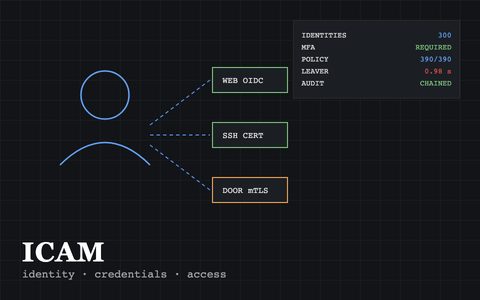 IDENTITIES 300
MFA REQUIRED
POLICY 390/390
LEAVER 0.98 s
AUDIT CHAINED
WEB OIDC
SSH CERT
DOOR mTLS
ICAM
identity · credentials · access